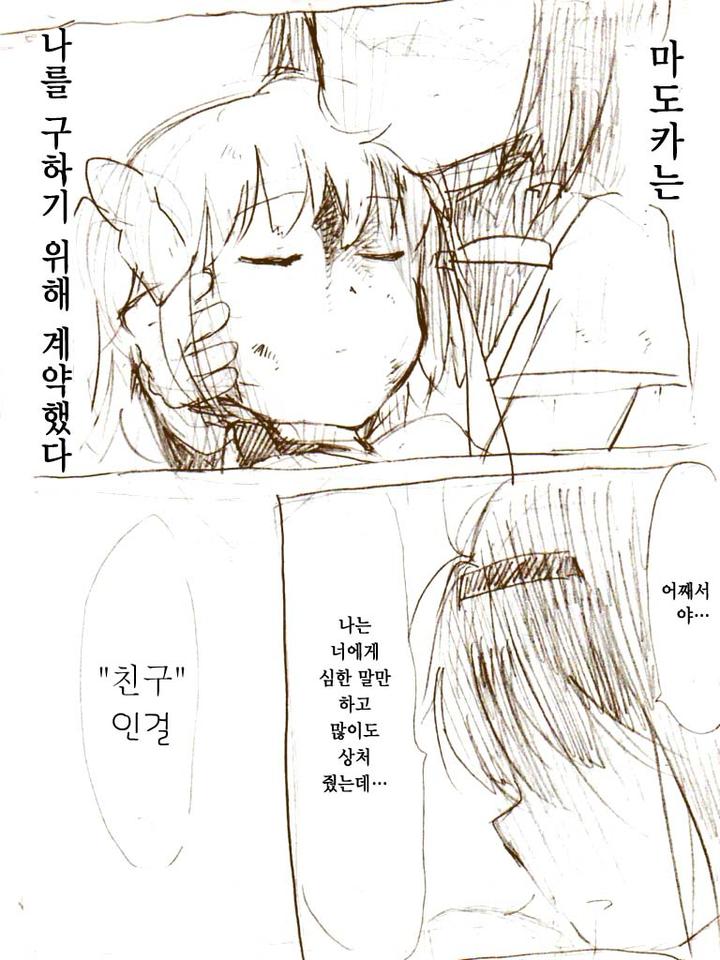 마도카는
나를 구하기 위해 계약했다
어째서
야…
나는
너에게
심한 말만
하고
많이도
상처
줬는데…
"친구"
인걸